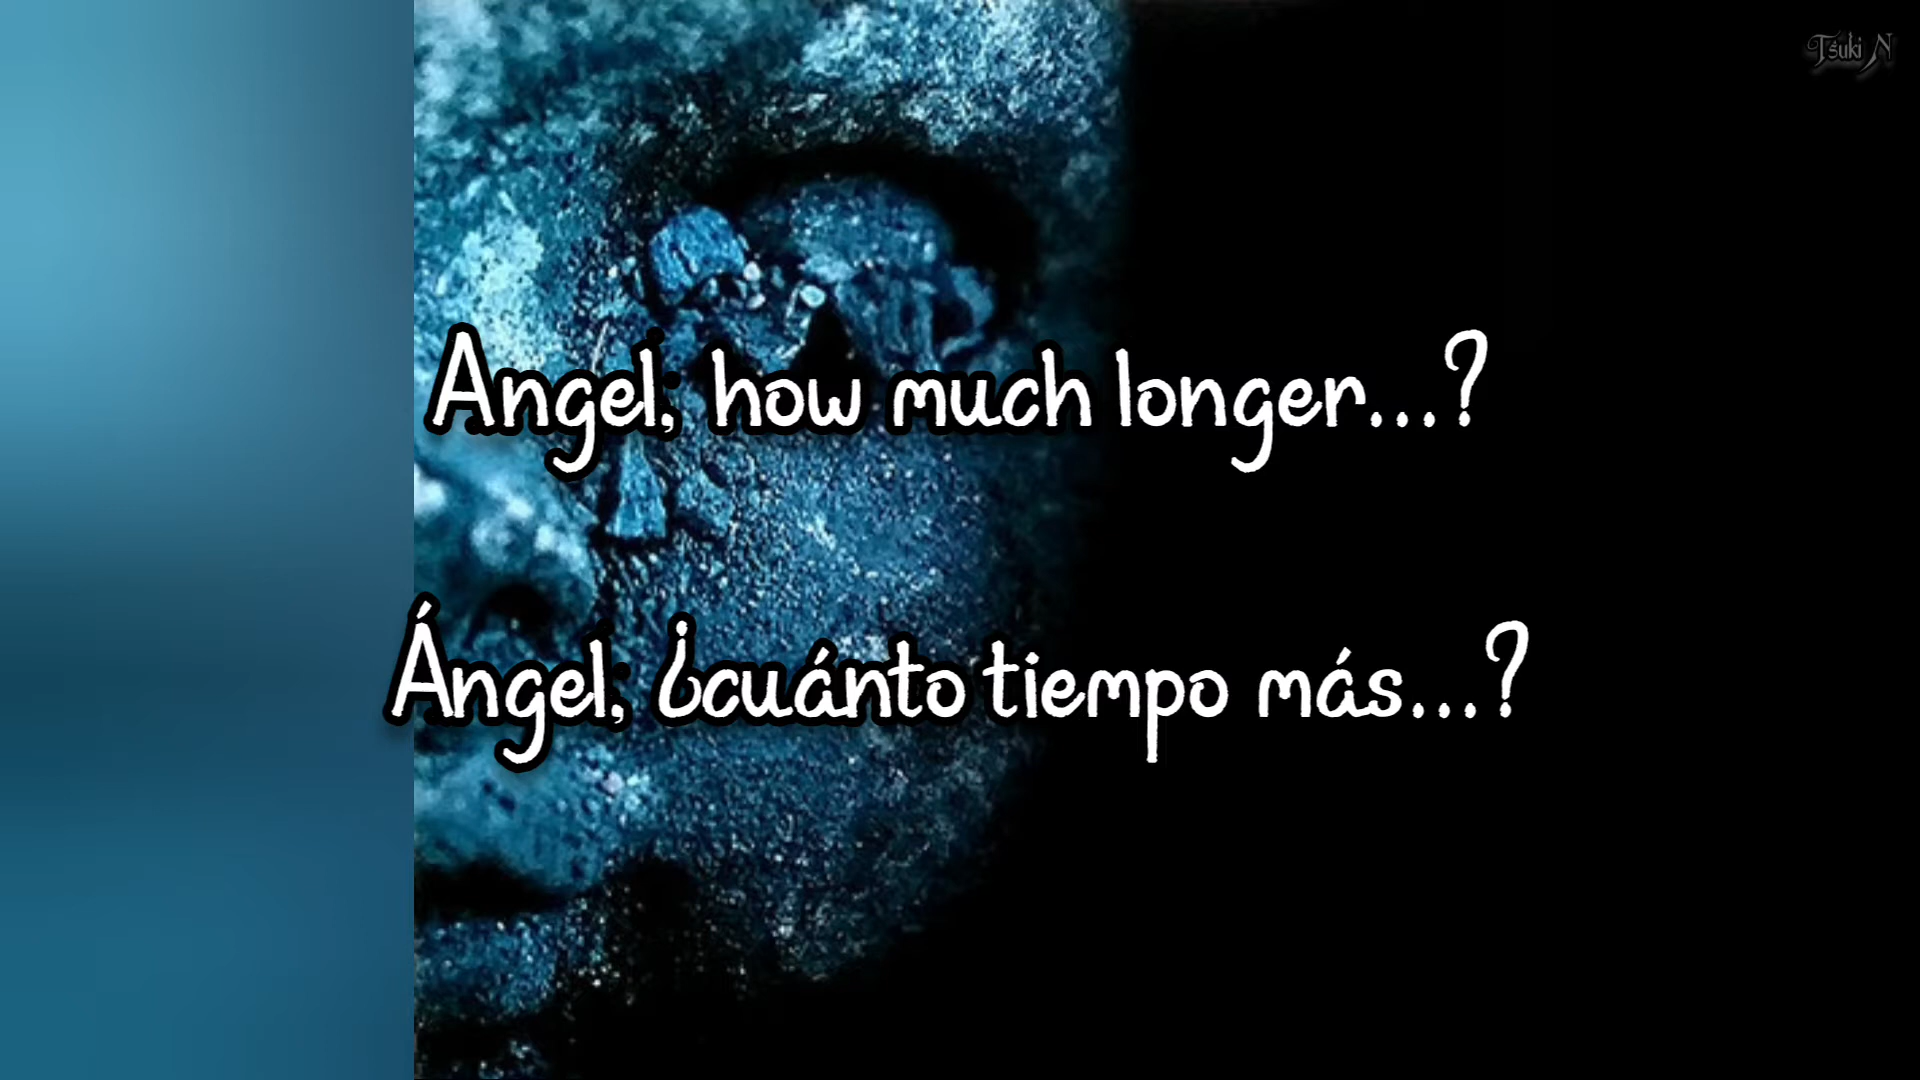 Tsuki N
Angel, how much longer...?
Ángel, ¿cuánto tiempo más...?